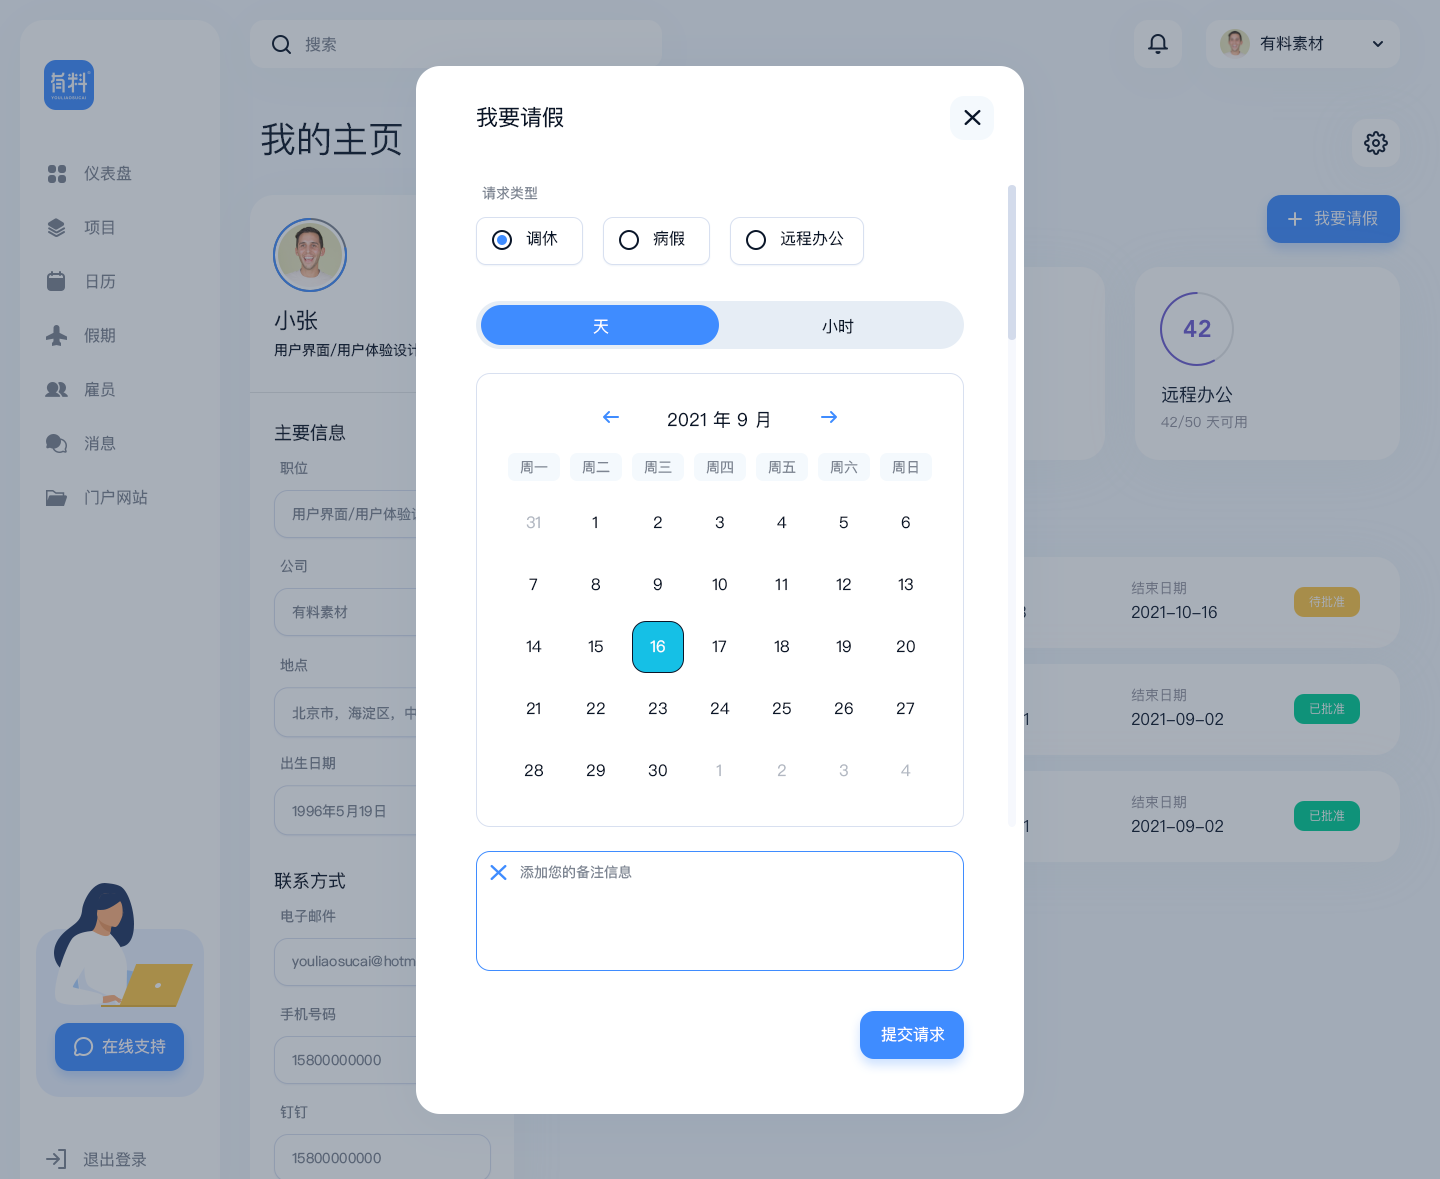 有料
YOULIAOSUCAI
搜索
有料素材
我的主页
仪表盘
项目
日历
假期
雇员
消息
门户网站
在线支持
退出登录
小张
用户界面/用户体验设计
主要信息
职位
用户界面/用户体验
公司
有料素材
地点
北京市，海淀区，中
出生日期
1996年5月19日
联系方式
电子邮件
youliaosucai@hotm
手机号码
15800000000
钉钉
15800000000
我要请假
请求类型
调休
病假
远程办公
天
小时
2021 年 9 月
周一 周二 周三 周四 周五 周六 周日
31 1 2 3 4 5 6
7 8 9 10 11 12 13
14 15 16 17 18 19 20
21 22 23 24 25 26 27
28 29 30 1 2 3 4
添加您的备注信息
提交请求
我要请假
42
远程办公
42/50 天可用
结束日期
2021-10-16
待批准
结束日期
1
2021-09-02
已批准
结束日期
1
2021-09-02
已批准